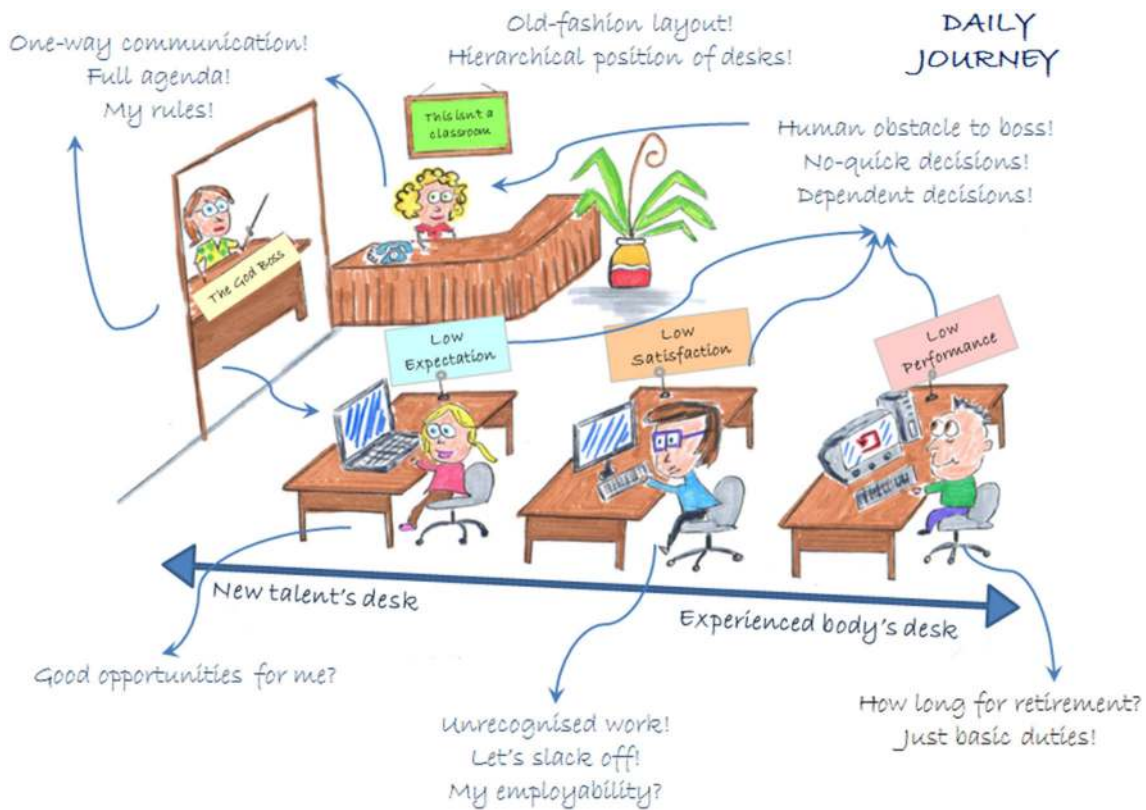 DAILY
JOURNEY
Old-fashion layout!
Hierarchical position of desks!
One-way communication!
Full agenda!
My rules!
This isn't a
classroom
Human obstacle to boss!
No-quick decisions!
Dependent decisions!
The God Boss
Low
Expectation
Low
Satisfaction
Low
Performance
New talent's desk
Experienced body's desk
Good opportunities for me?
Unrecognised work!
Let's slack off!
My employability?
How long for retirement?
Just basic duties!